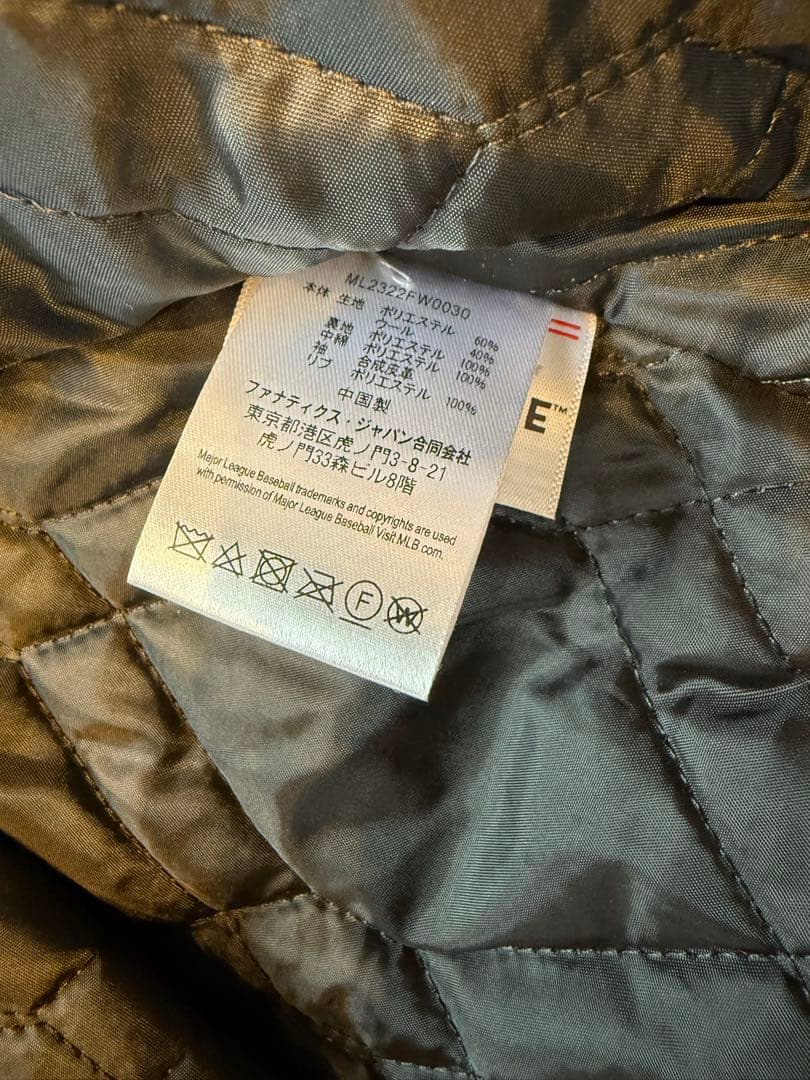 ML2322FW0030
本体 生地 ポリエステル 60%
ウール 40%
裏地 ポリエステル 100%
中綿 ポリエステル 100%
袖 合成皮革
リブ ポリエステル 100%
中国製
ファナティクス・ジャパン合同会社
東京都港区虎ノ門3-8-21
虎ノ門33森ビル8階
Major League Baseball trademarks and copyrights are used
with permission of Major League Baseball Visit MLB.com.
F
W
E™